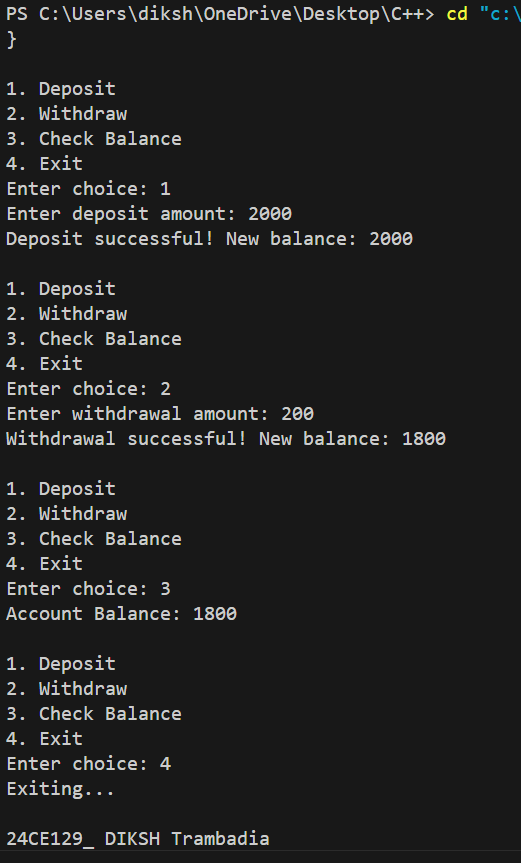 PS C:\Users\diksh\OneDrive\Desktop\C++> cd "c:\
}
1. Deposit
2. Withdraw
3. Check Balance
4. Exit
Enter choice: 1
Enter deposit amount: 2000
Deposit successful! New balance: 2000
1. Deposit
2. Withdraw
3. Check Balance
4. Exit
Enter choice: 2
Enter withdrawal amount: 200
Withdrawal successful! New balance: 1800
1. Deposit
2. Withdraw
3. Check Balance
4. Exit
Enter choice: 3
Account Balance: 1800
1. Deposit
2. Withdraw
3. Check Balance
4. Exit
Enter choice: 4
Exiting...
24CE129_ DIKSH Trambadia